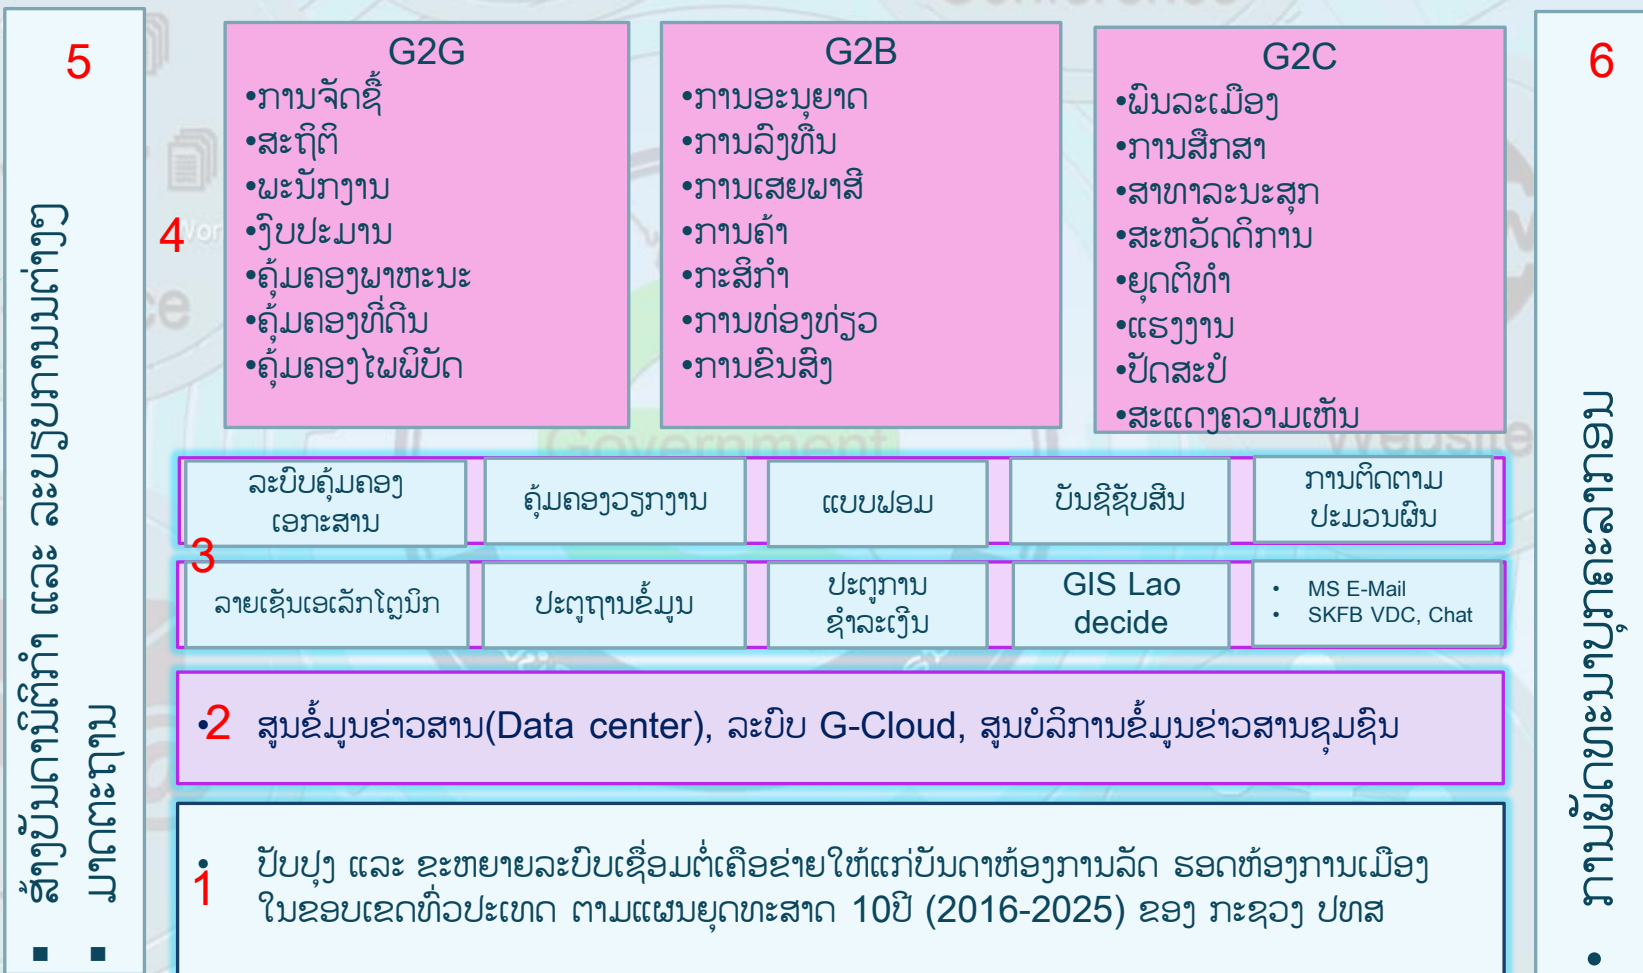 5
▪ ສ້າງບັນດານິຕິກຳ ແລະ ລະບຽບການນຕ່າງໆ
▪ ມາດຕະຖານ
4
G2G
•ການຈັດຊື້
•ສະຖິຕິ
•ພະນັກງານ
•ງົບປະມານ
•ຄຸ້ມຄອງພາຫະນະ
•ຄຸ້ມຄອງທີ່ດິນ
•ຄຸ້ມຄອງໄພພິບັດ
G2B
•ການອະນຸຍາດ
•ການລົງທຶນ
•ການເສຍພາສີ
•ການຄ້າ
•ກະສິກຳ
•ການທ່ອງທ່ຽວ
•ການຂົນສົ່ງ
G2C
•ພົນລະເມືອງ
•ການສຶກສາ
•ສາທາລະນະສຸກ
•ສະຫວັດດິການ
•ຍຸດຕິທຳ
•ແຮງງານ
•ປັດສະປໍ
•ສະແດງຄວາມເຫັນ
3
ລະບົບຄຸ້ມຄອງ
ເອກະສານ
ຄຸ້ມຄອງວຽກງານ
ແບບຟອມ
ບັນຊີຊັບສິນ
ການຕິດຕາມ
ປະມວນຜົນ
ລາຍເຊັນເອເລັກໂຕຼນິກ
ປະຕູຖານຂໍ້ມູນ
ປະຕູການ
ຊຳລະເງິນ
GIS Lao
decide
• MS E-Mail
• SKFB VDC, Chat
2
• ສູນຂໍ້ມູນຂ່າວສານ(Data center), ລະບົບ G-Cloud, ສູນບໍລິການຂໍ້ມູນຂ່າວສານຊຸມຊົນ
1
• ປັບປຸງ ແລະ ຂະຫຍາຍລະບົບເຊື່ອມຕໍ່ເຄືອຂ່າຍໃຫ້ແກ່ບັນດາຫ້ອງການລັດ ຮອດຫ້ອງການເມືອງ
ໃນຂອບເຂດທົ່ວປະເທດ ຕາມແຜນຍຸດທະສາດ 10ປີ (2016-2025) ຂອງ ກະຊວງ ປທສ
6
• ການພັດທະນາບຸກຄະລາກອນ
Government
Website